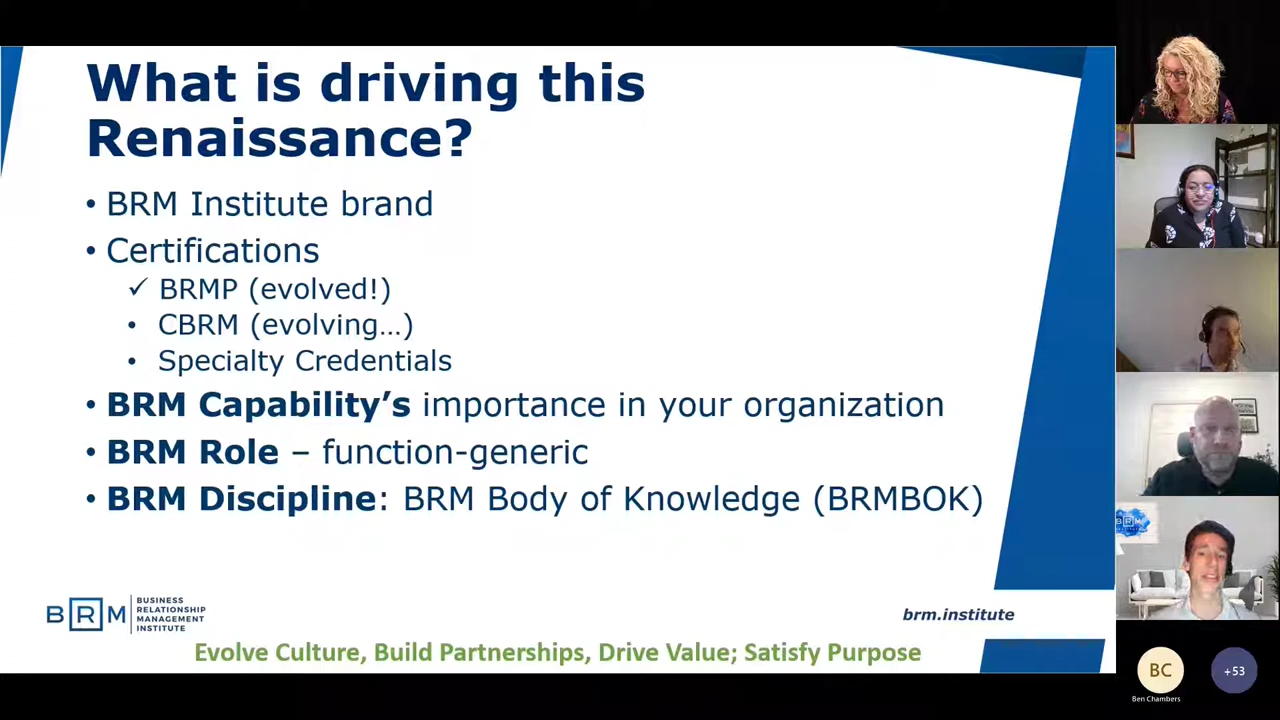 What is driving this
Renaissance?
• BRM Institute brand
• Certifications
✓ BRMP (evolved!)
• CBRM (evolving…)
• Specialty Credentials
• BRM Capability’s importance in your organization
• BRM Role – function-generic
• BRM Discipline: BRM Body of Knowledge (BRMBOK)
BRM
BUSINESS
RELATIONSHIP
MANAGEMENT
INSTITUTE
brm.institute
Evolve Culture, Build Partnerships, Drive Value; Satisfy Purpose
BRM
BC
+53
Ben Chambers